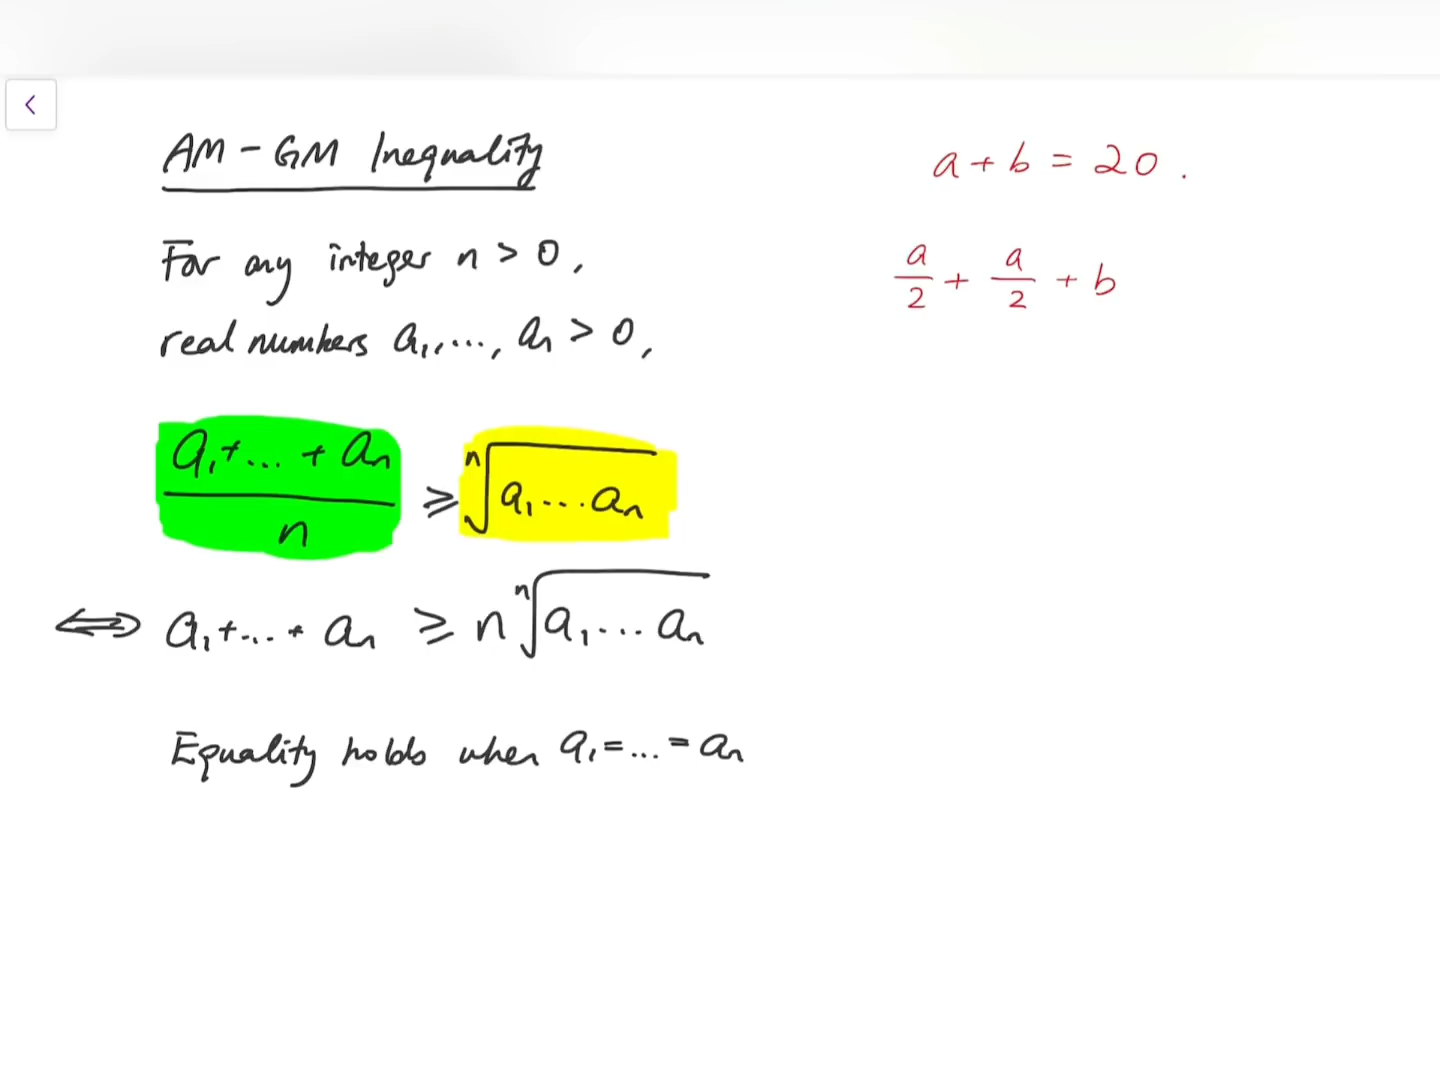 AM - GM Inequality
For any integer n > 0,
real numbers a₁, ..., aₙ > 0,
(a₁ + ... + aₙ) / n ≥ ⁿ√(a₁ ... aₙ)
⟺ a₁ + ... + aₙ ≥ n ⁿ√(a₁ ... aₙ)
Equality holds when a₁ = ... = aₙ
a + b = 20 .
a/2 + a/2 + b